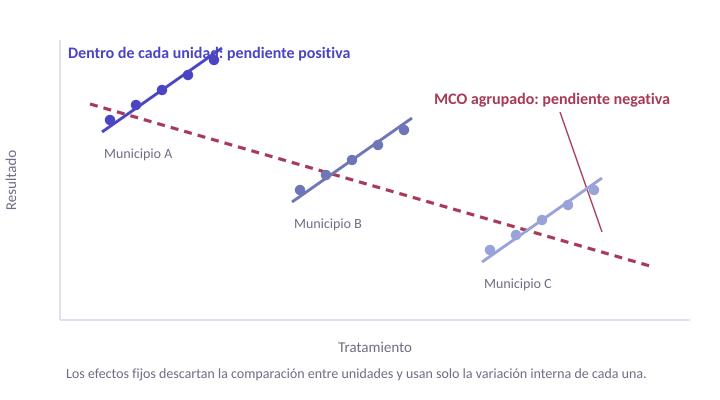 Dentro de cada unidad: pendiente positiva
MCO agrupado: pendiente negativa
Municipio A
Resultado
Municipio B
Municipio C
Tratamiento
Los efectos fijos descartan la comparación entre unidades y usan solo la variación interna de cada una.